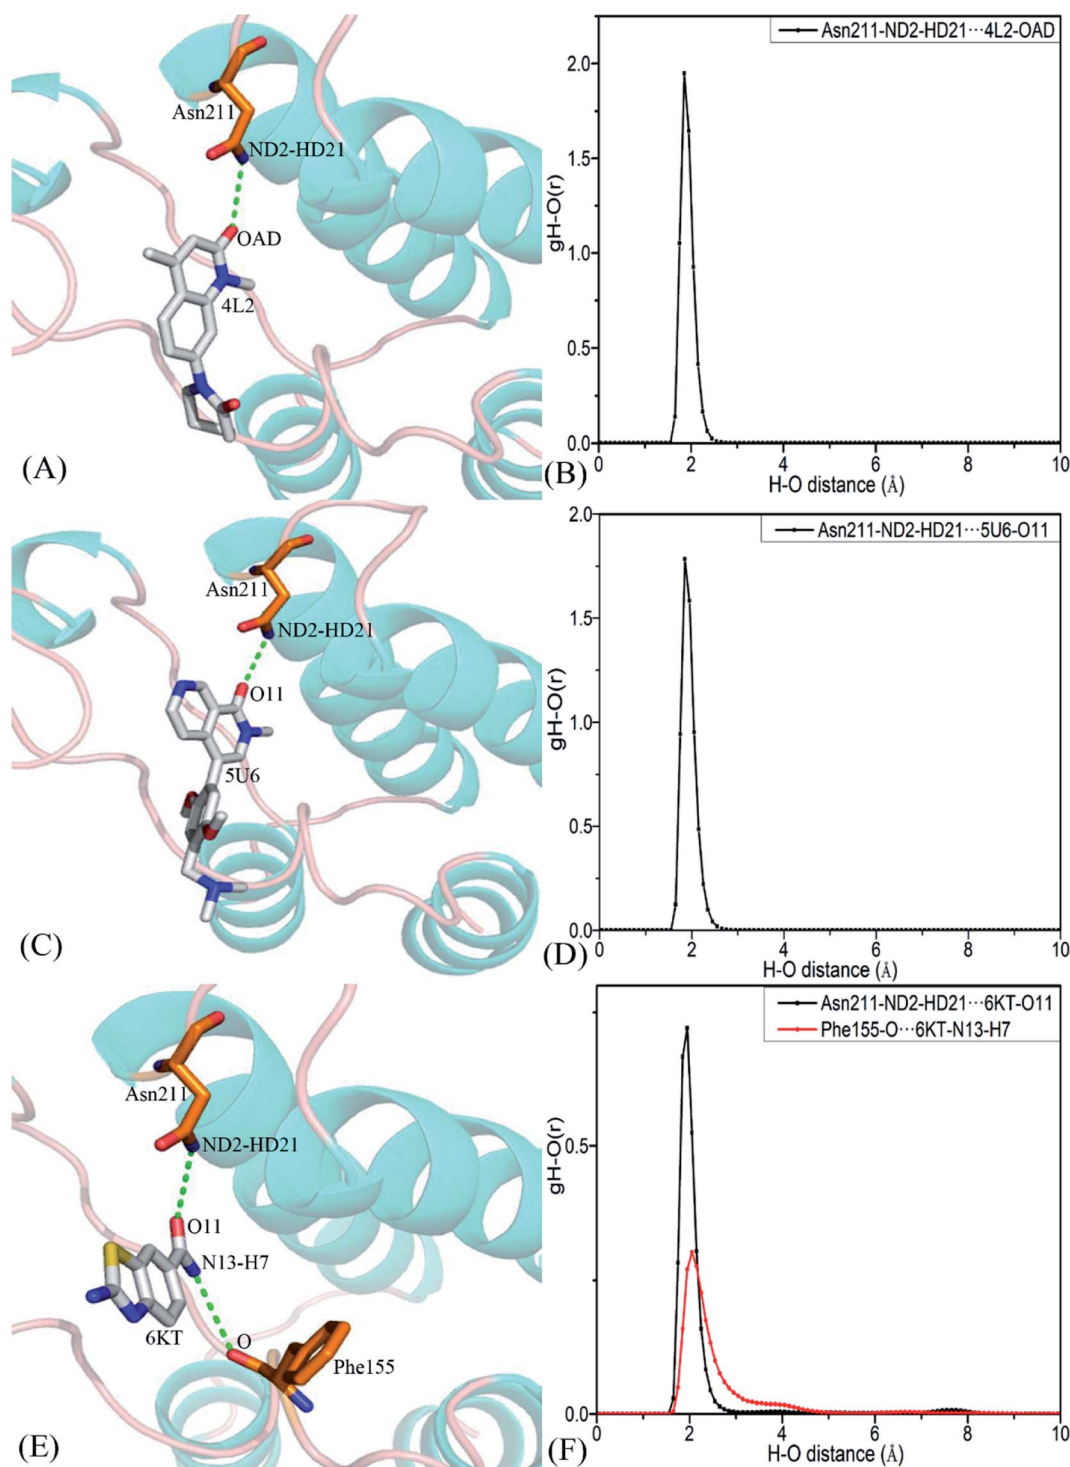 Asn211
ND2-HD21
OAD
4L2
(A)
Asn211-ND2-HD21···4L2-OAD
gH-O(r)
2.0
1.5
1.0
0.5
0.0
0 2 4 6 8 10
H-O distance (Å)
(B)
Asn211
ND2-HD21
O11
5U6
(C)
Asn211-ND2-HD21···5U6-O11
gH-O(r)
2.0
1.5
1.0
0.5
0.0
0 2 4 6 8 10
H-O distance (Å)
(D)
Asn211
ND2-HD21
O11
N13-H7
6KT
O
Phe155
(E)
Asn211-ND2-HD21···6KT-O11
Phe155-O···6KT-N13-H7
gH-O(r)
0.5
0.0
0 2 4 6 8 10
H-O distance (Å)
(F)